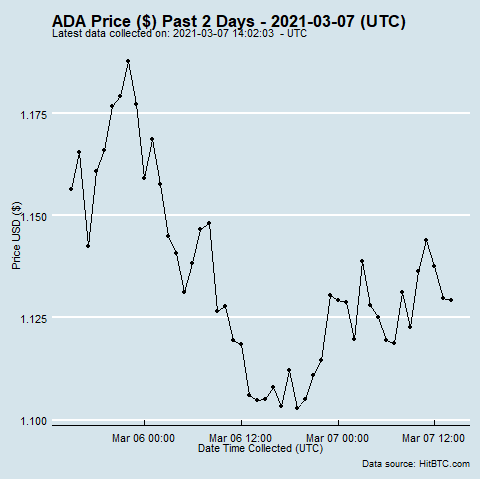 ADA Price ($) Past 2 Days - 2021-03-07 (UTC)
Latest data collected on: 2021-03-07 14:02:03 - UTC
1.175
1.150
1.125
1.100
Price USD ($)
Mar 06 00:00 Mar 06 12:00 Mar 07 00:00 Mar 07 12:00
Date Time Collected (UTC)
Data source: HitBTC.com